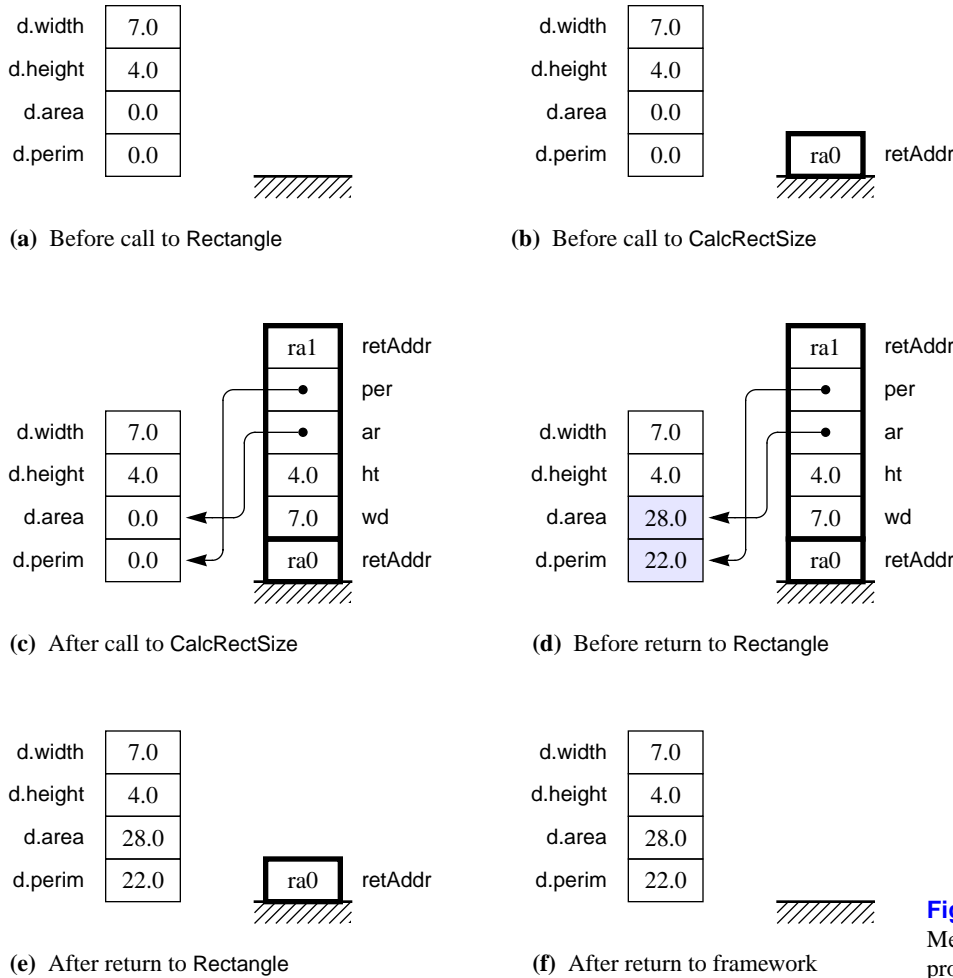 d.width 7.0
d.height 4.0
d.area 0.0
d.perim 0.0
(a) Before call to Rectangle
d.width 7.0
d.height 4.0
d.area 0.0
d.perim 0.0 ra0 retAddr
(b) Before call to CalcRectSize
ra1 retAddr
per
d.width 7.0 ar
d.height 4.0 4.0 ht
d.area 0.0 7.0 wd
d.perim 0.0 ra0 retAddr
(c) After call to CalcRectSize
ra1 retAddr
per
d.width 7.0 ar
d.height 4.0 4.0 ht
d.area 28.0 7.0 wd
d.perim 22.0 ra0 retAddr
(d) Before return to Rectangle
d.width 7.0
d.height 4.0
d.area 28.0
d.perim 22.0 ra0 retAddr
(e) After return to Rectangle
d.width 7.0
d.height 4.0
d.area 28.0
d.perim 22.0
(f) After return to framework